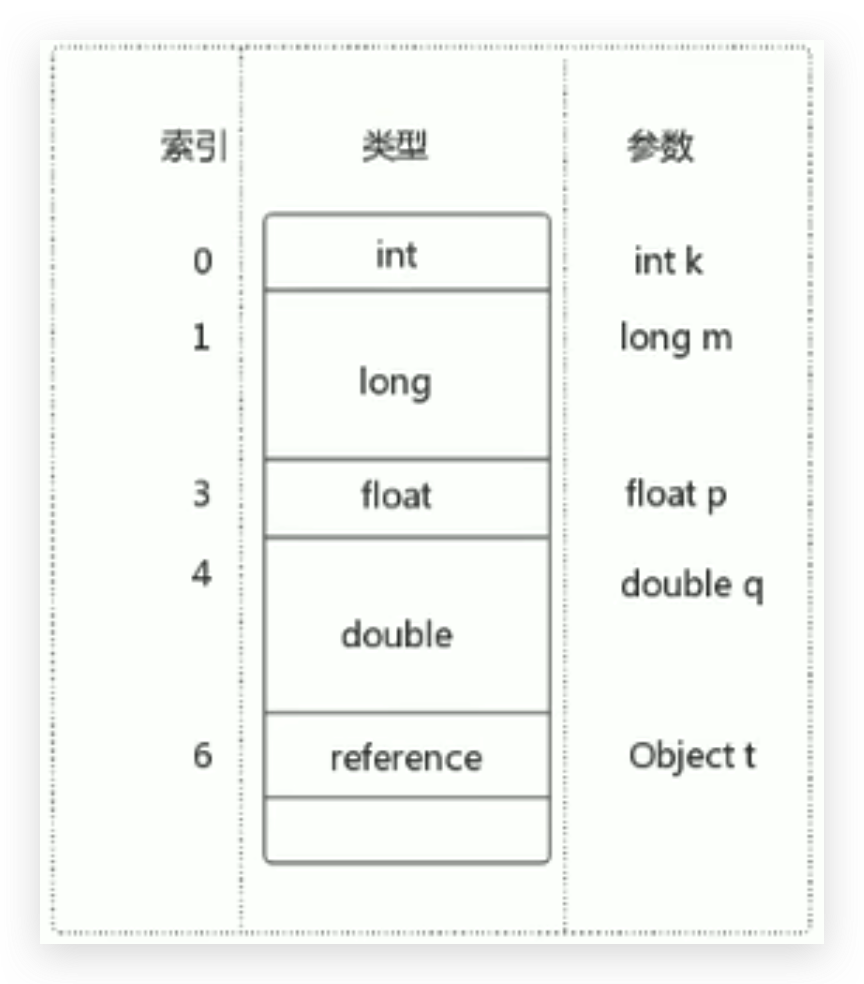 索引 类型 参数
0 int int k
1 long long m
3 float float p
4 double double q
6 reference Object t